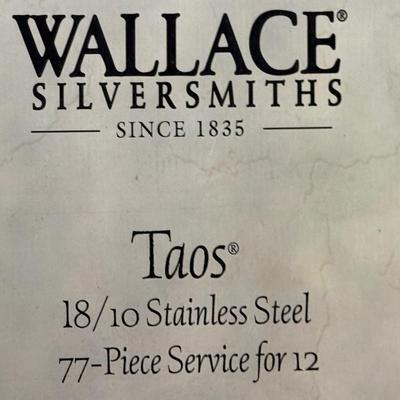 WALLACE®
SILVERSMITHS
SINCE 1835
Taos®
18/10 Stainless Steel
77-Piece Service for 12